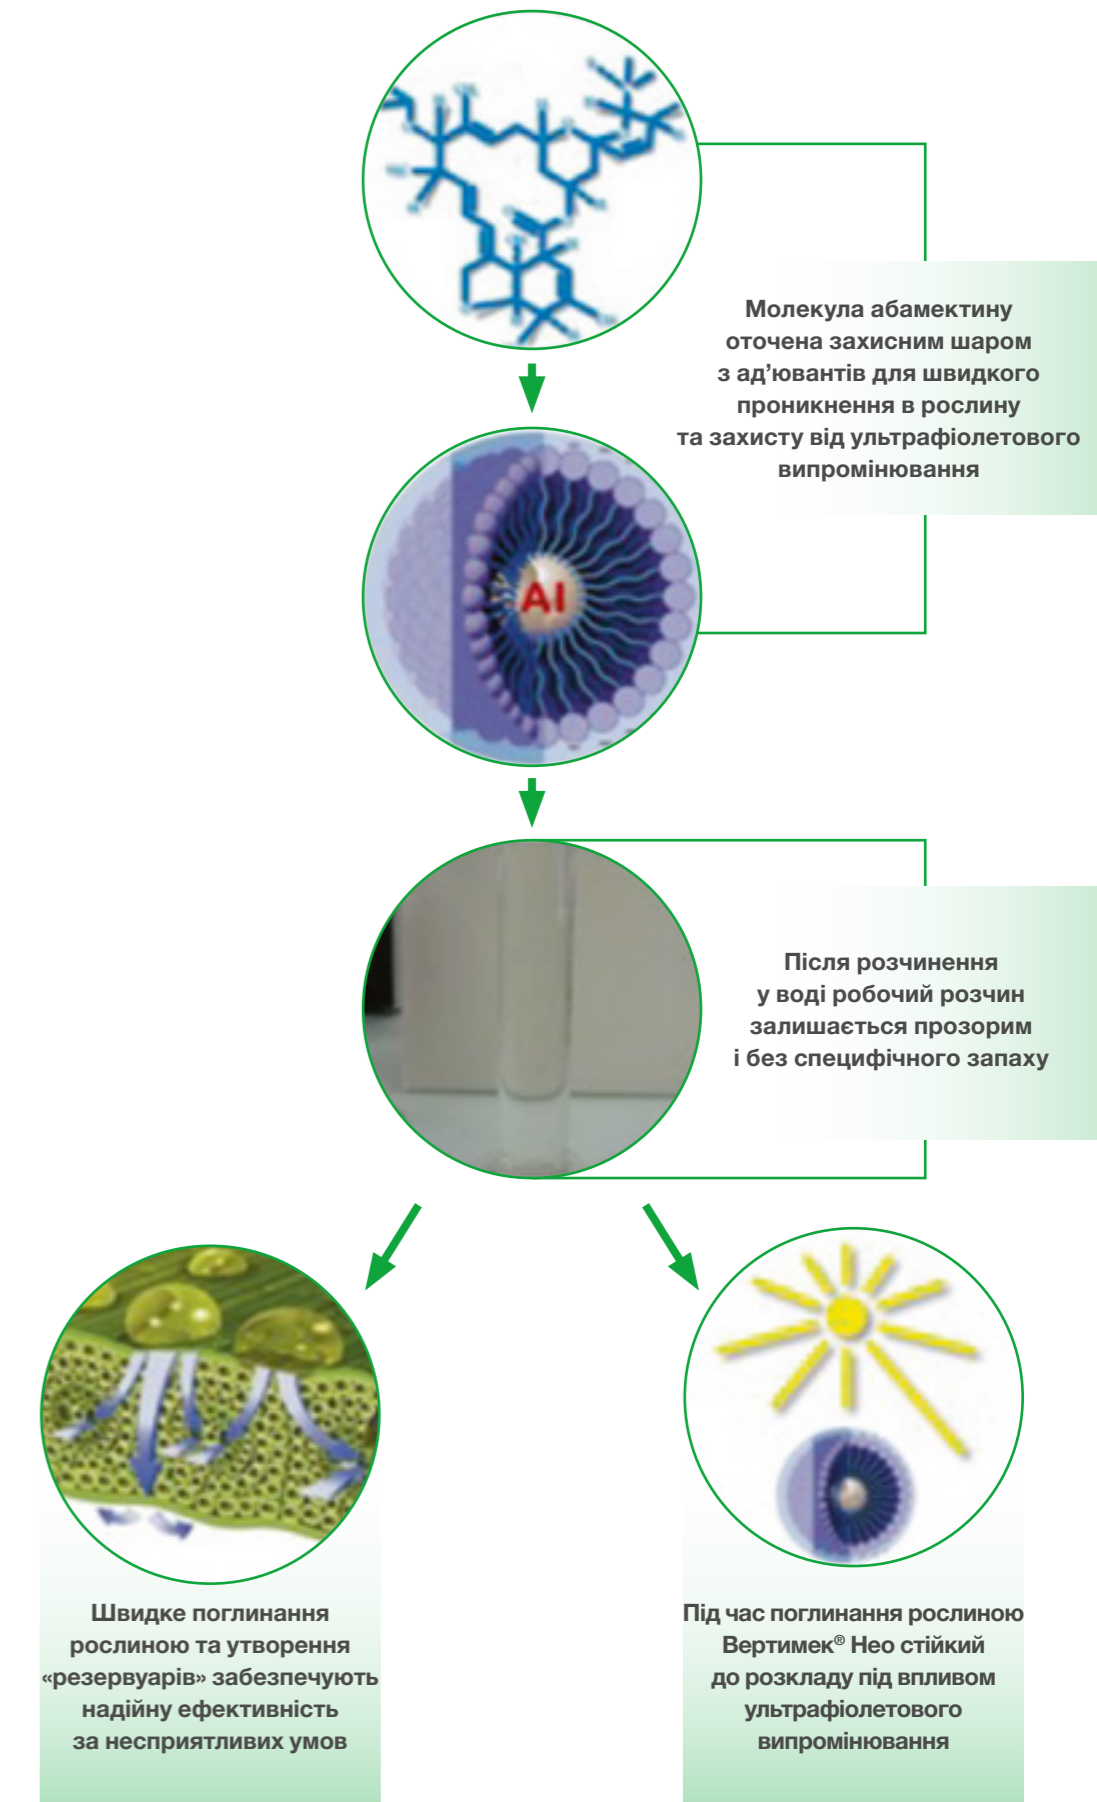 Молекула абамектину
оточена захисним шаром
з ад’ювантів для швидкого
проникнення в рослину
та захисту від ультрафіолетового
випромінювання
AI
Після розчинення
у воді робочий розчин
залишається прозорим
і без специфічного запаху
Швидке поглинання
рослиною та утворення
«резервуарів» забезпечують
надійну ефективність
за несприятливих умов
Під час поглинання рослиною
Вертимек® Нео стійкий
до розкладу під впливом
ультрафіолетового
випромінювання